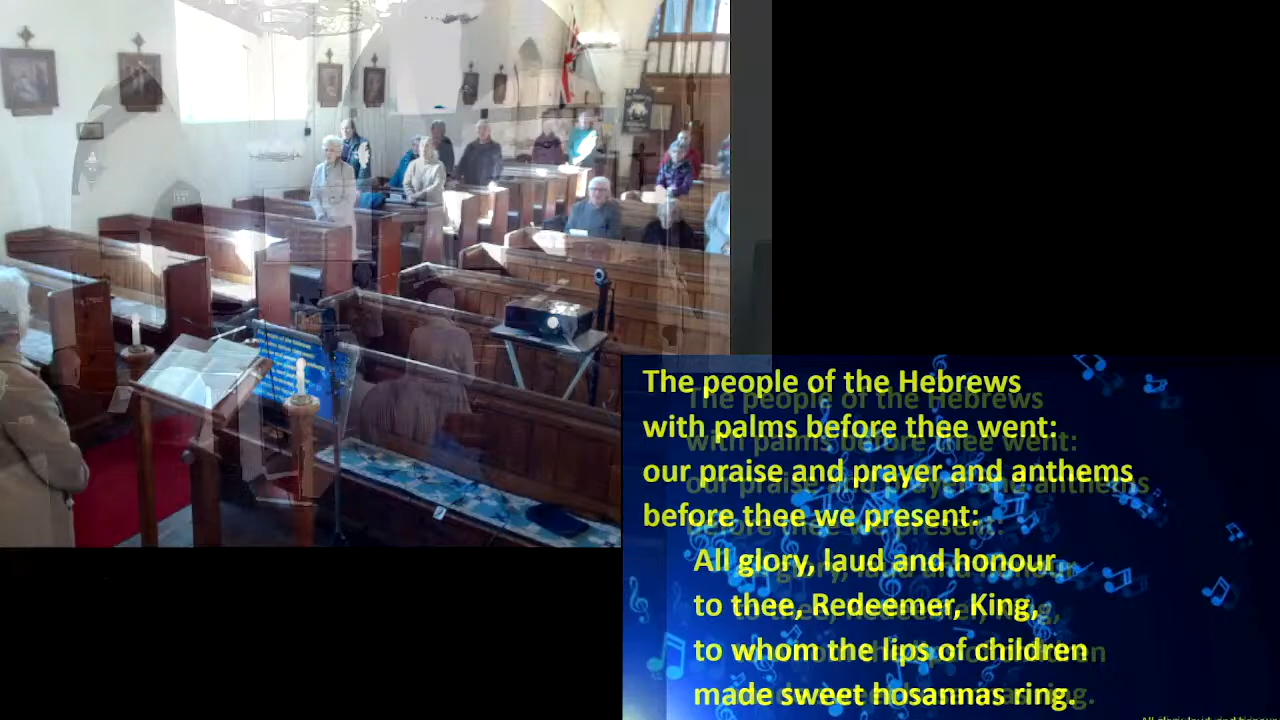 The people of the Hebrews
with palms before thee went:
our praise and prayer and anthems
before thee we present:
All glory, laud and honour
to thee, Redeemer, King,
to whom the lips of children
made sweet hosannas ring.